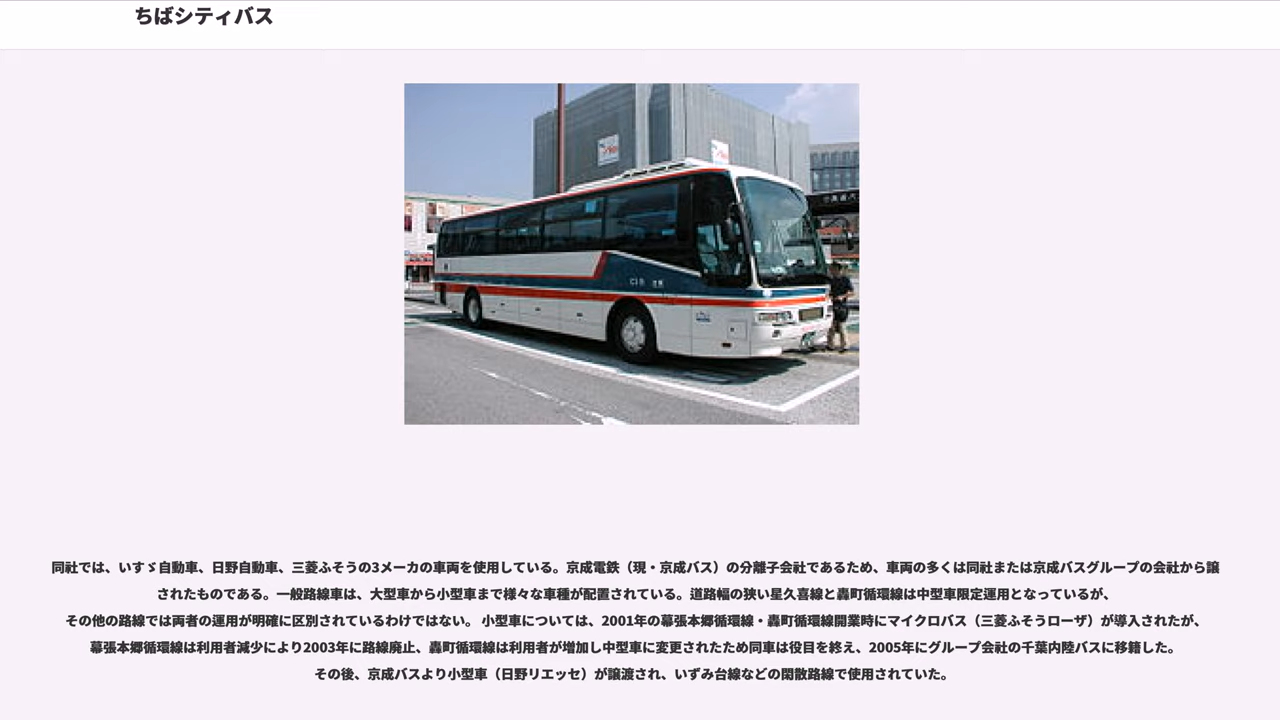 ちばシティバス
同社では、いすゞ自動車、日野自動車、三菱ふそうの3メーカの車両を使用している。京成電鉄（現・京成バス）の分離子会社であるため、車両の多くは同社または京成バスグループの会社から譲
されたものである。一般路線車は、大型車から小型車まで様々な車種が配置されている。道路幅の狭い星久喜線と轟町循環線は中型車限定運用となっているが、
その他の路線では両者の運用が明確に区別されているわけではない。 小型車については、2001年の幕張本郷循環線・轟町循環線開業時にマイクロバス（三菱ふそうローザ）が導入されたが、
幕張本郷循環線は利用者減少により2003年に路線廃止、轟町循環線は利用者が増加し中型車に変更されたため同車は役目を終え、2005年にグループ会社の千葉内陸バスに移籍した。
その後、京成バスより小型車（日野リエッセ）が譲渡され、いずみ台線などの閑散路線で使用されていた。